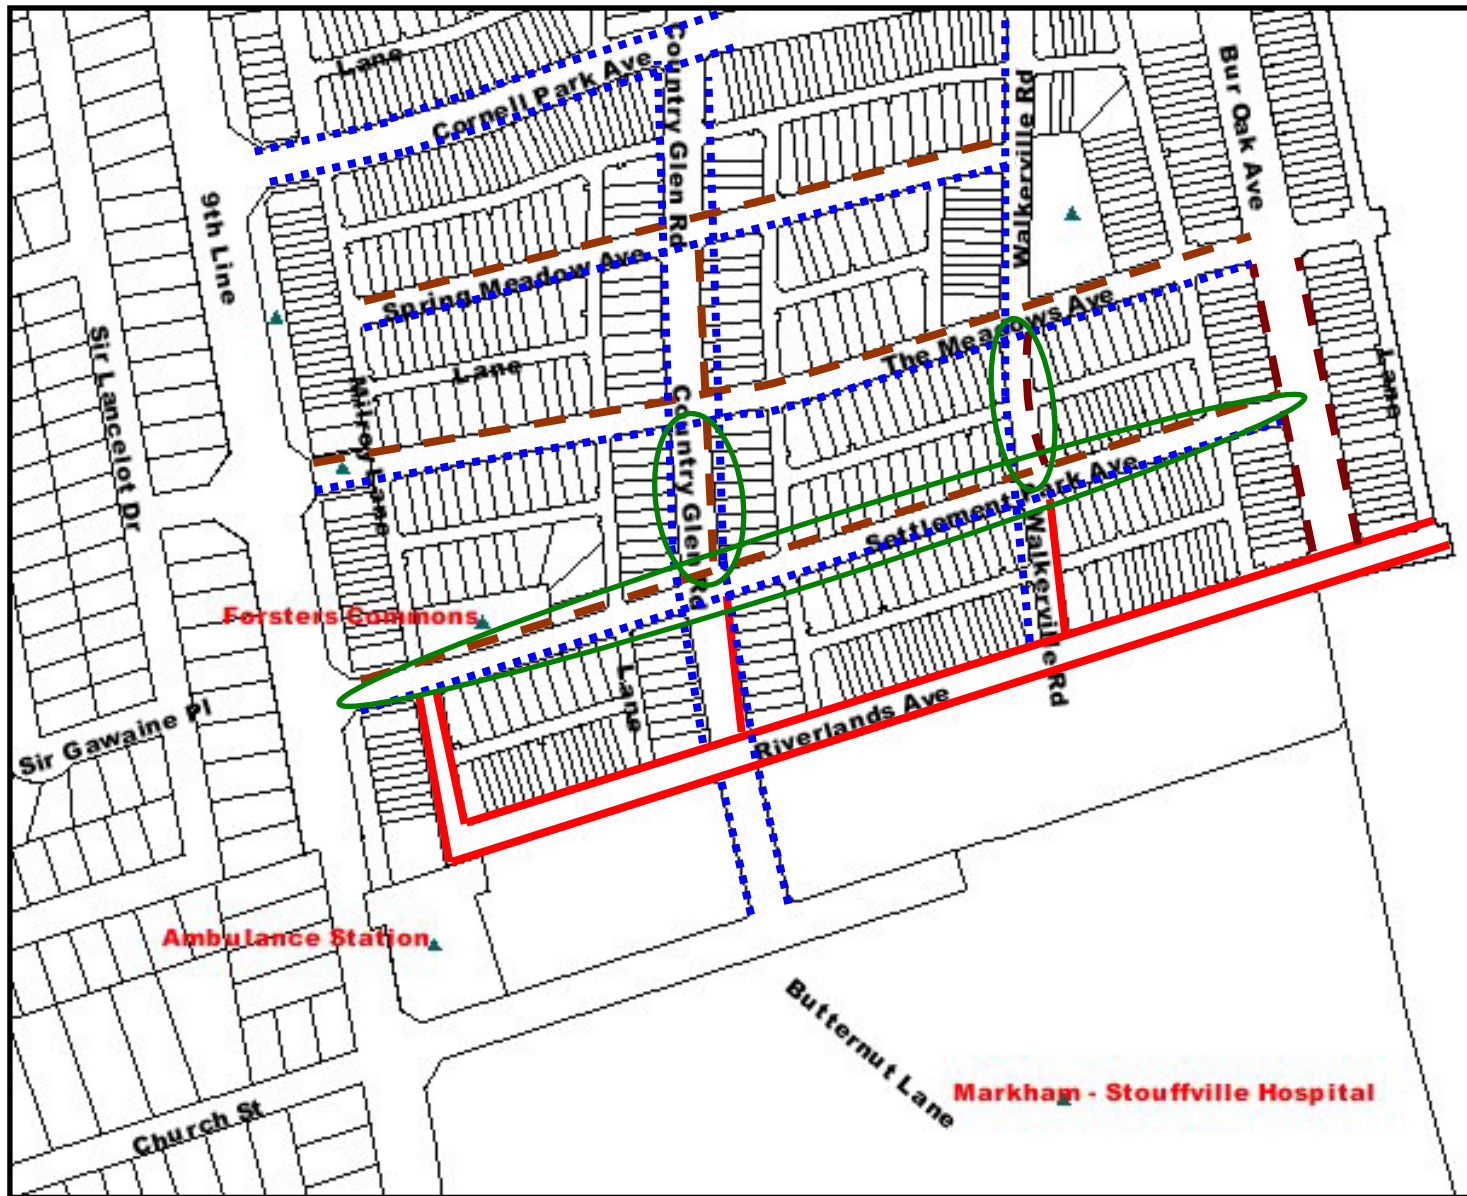 Lane
Cornell Park Ave
Country Glen Rd
Walkerville Rd
Bur Oak Ave
9th Line
Spring Meadow Ave
The Meadows Ave
Sir Lancelot Dr
Lane
Milroy Lane
Lane
Country Glen Rd
Settlement Park Ave
Walkerville Rd
Forsters Commons
Lane
Sir Gawaine Pl
Riverlands Ave
Ambulance Station
Butternut Lane
Markham - Stouffville Hospital
Church St